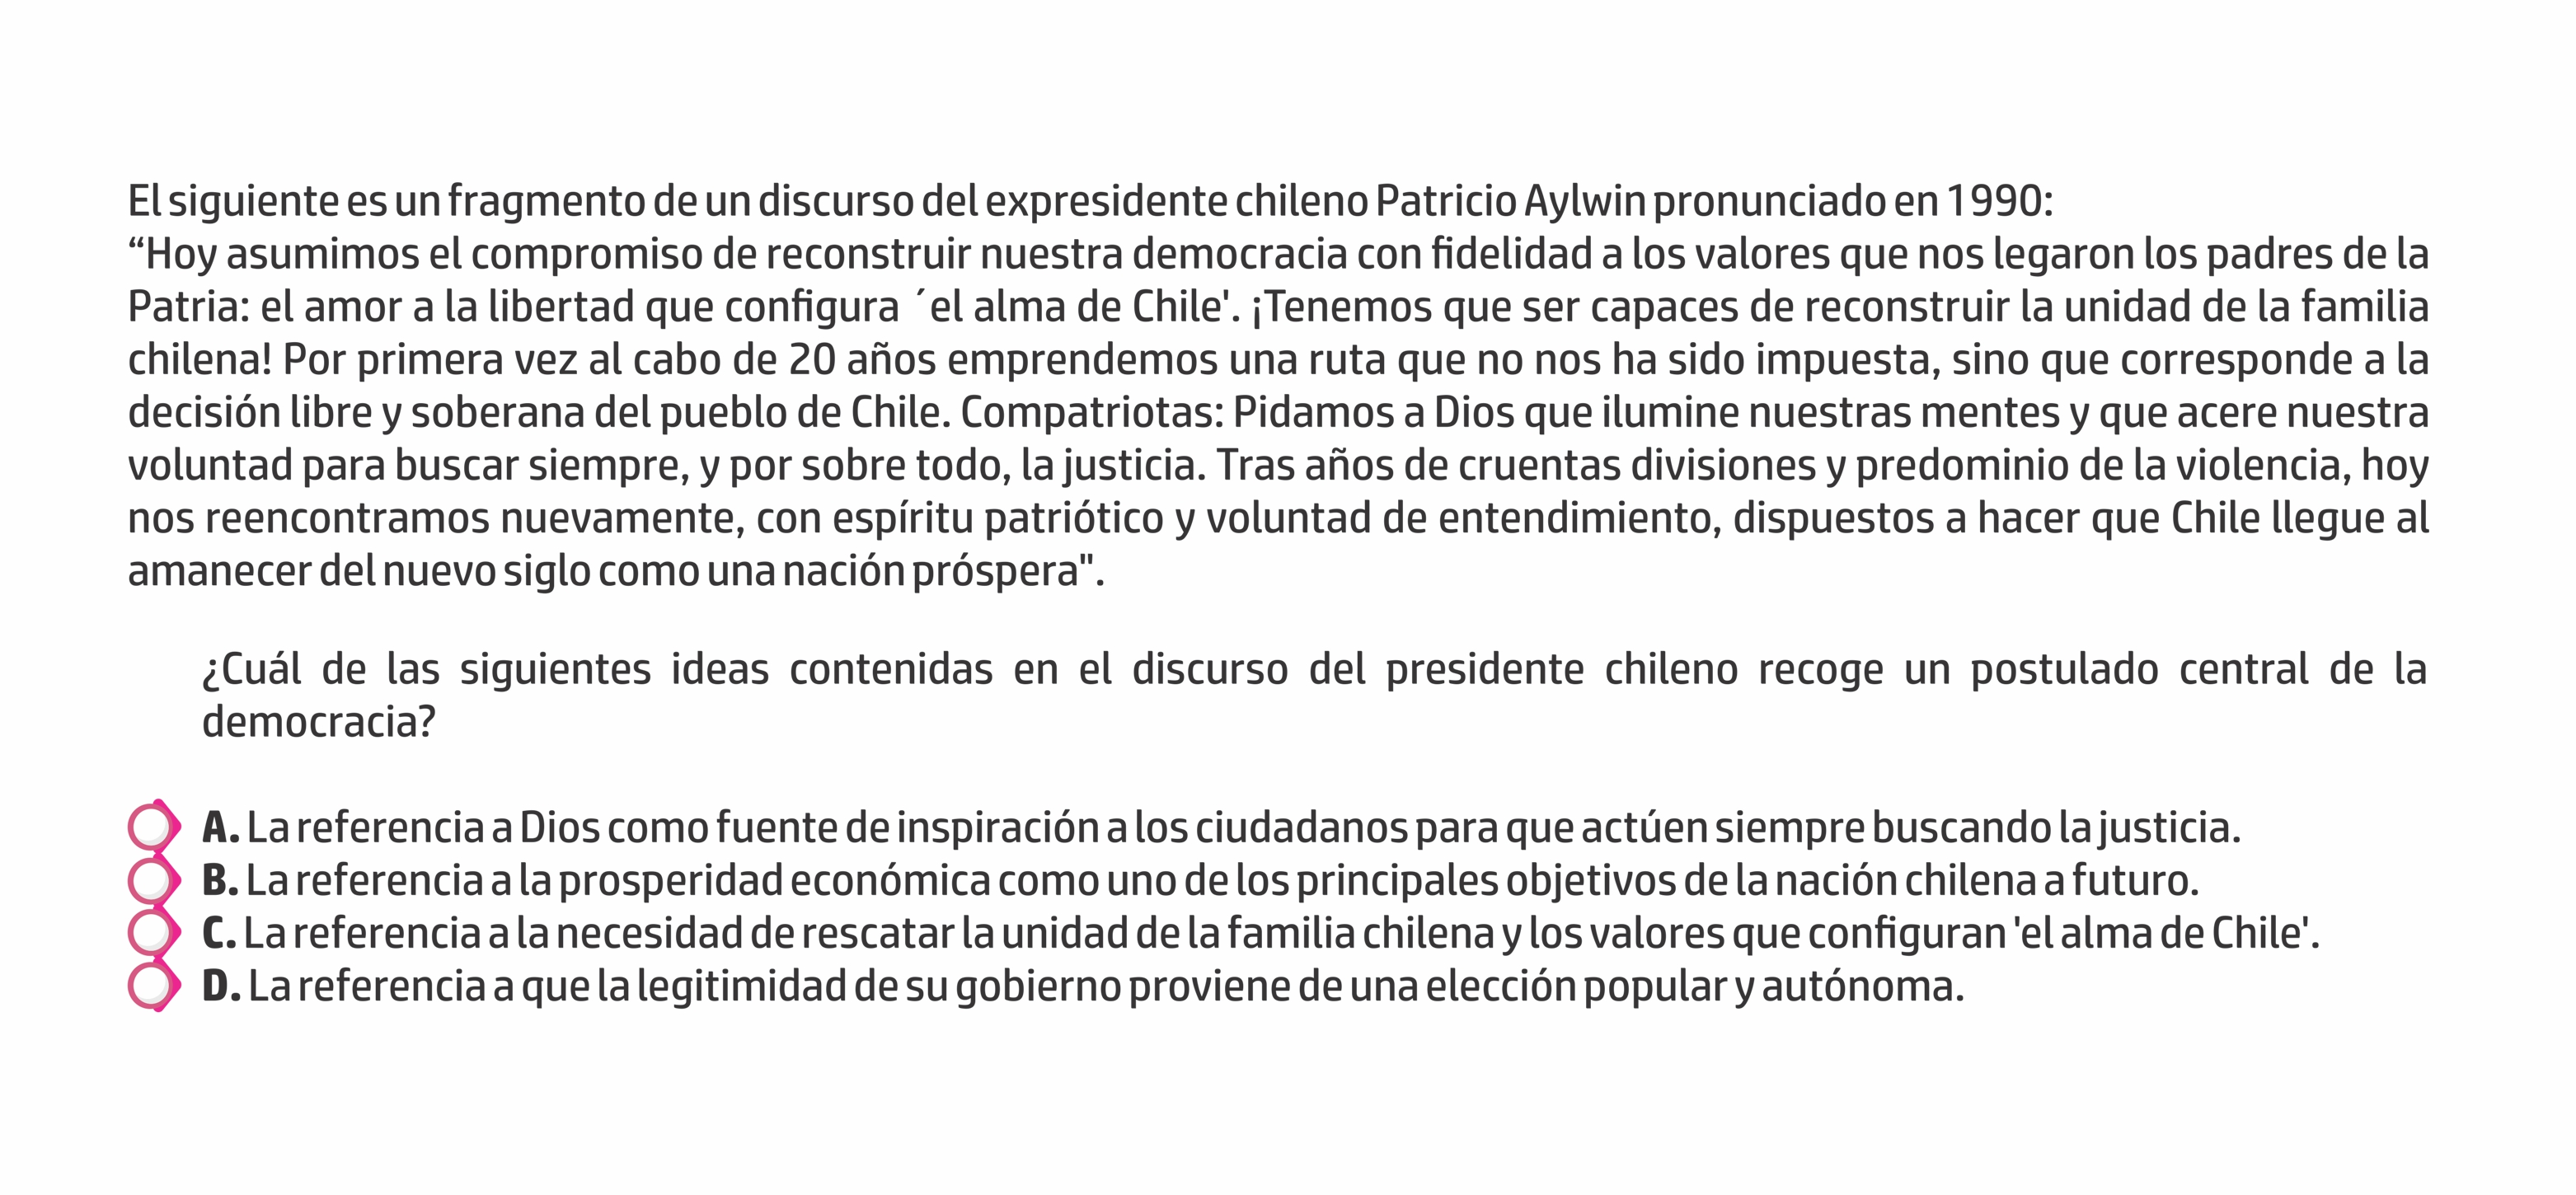 El siguiente es un fragmento de un discurso del expresidente chileno Patricio Aylwin pronunciado en 1990:
“Hoy asumimos el compromiso de reconstruir nuestra democracia con fidelidad a los valores que nos legaron los padres de la
Patria: el amor a la libertad que configura ´el alma de Chile'. ¡Tenemos que ser capaces de reconstruir la unidad de la familia
chilena! Por primera vez al cabo de 20 años emprendemos una ruta que no nos ha sido impuesta, sino que corresponde a la
decisión libre y soberana del pueblo de Chile. Compatriotas: Pidamos a Dios que ilumine nuestras mentes y que acere nuestra
voluntad para buscar siempre, y por sobre todo, la justicia. Tras años de cruentas divisiones y predominio de la violencia, hoy
nos reencontramos nuevamente, con espíritu patriótico y voluntad de entendimiento, dispuestos a hacer que Chile llegue al
amanecer del nuevo siglo como una nación próspera".
¿Cuál de las siguientes ideas contenidas en el discurso del presidente chileno recoge un postulado central de la
democracia?
A. La referencia a Dios como fuente de inspiración a los ciudadanos para que actúen siempre buscando la justicia.
B. La referencia a la prosperidad económica como uno de los principales objetivos de la nación chilena a futuro.
C. La referencia a la necesidad de rescatar la unidad de la familia chilena y los valores que configuran 'el alma de Chile'.
D. La referencia a que la legitimidad de su gobierno proviene de una elección popular y autónoma.